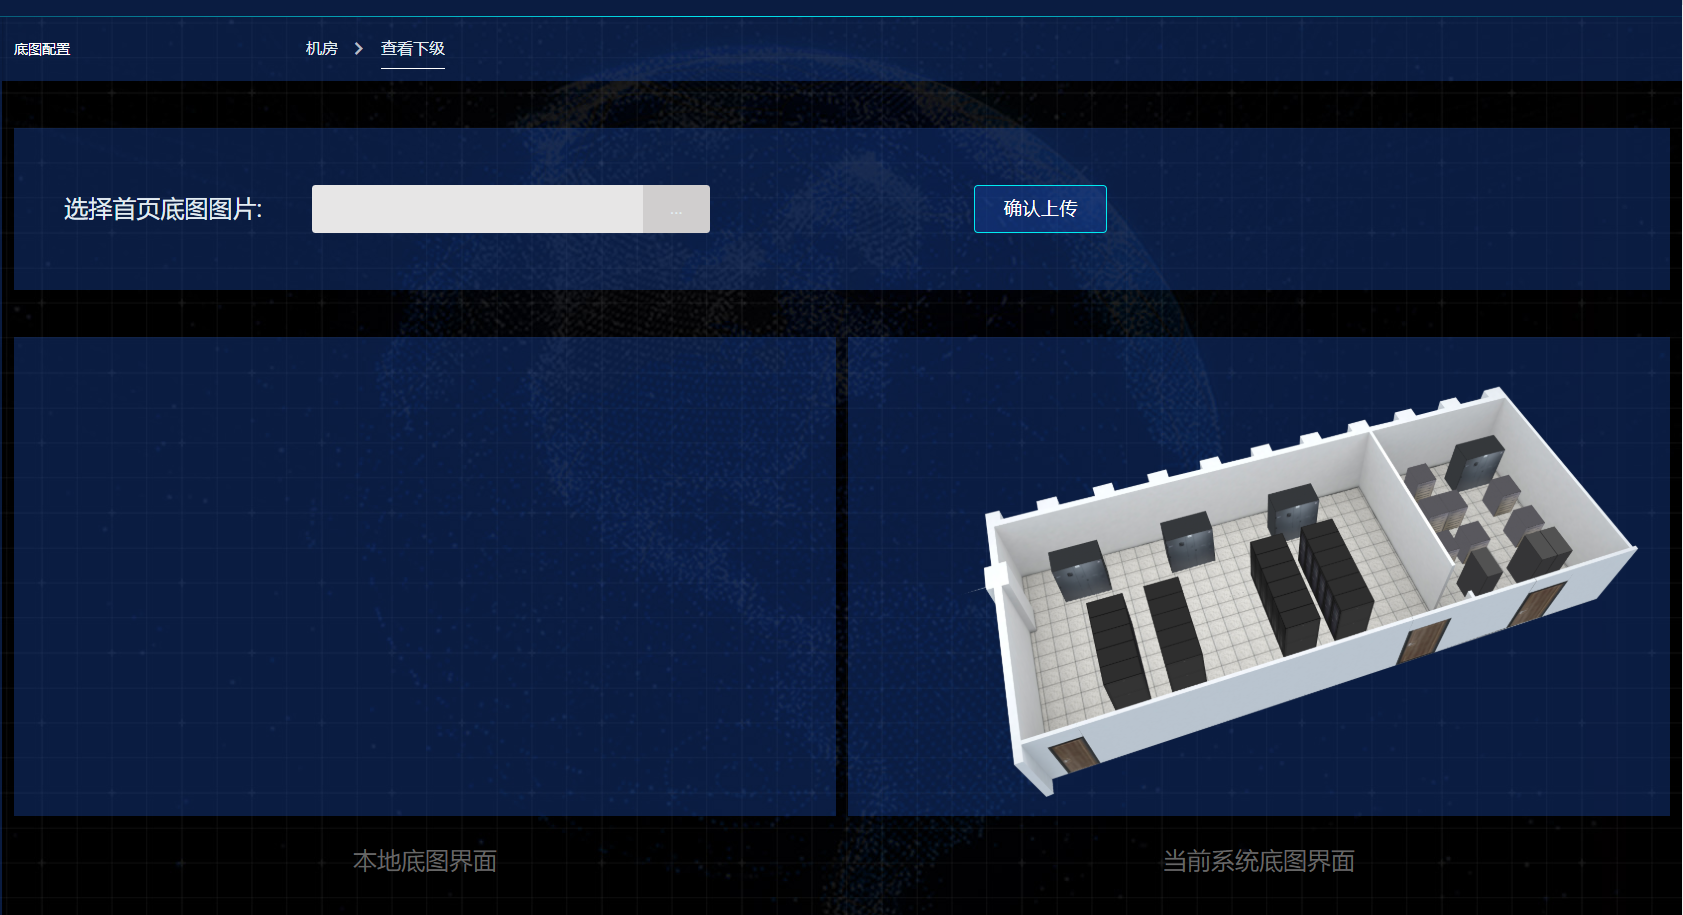 底图配置
机房 > 查看下级
选择首页底图图片:
...
确认上传
本地底图界面
当前系统底图界面